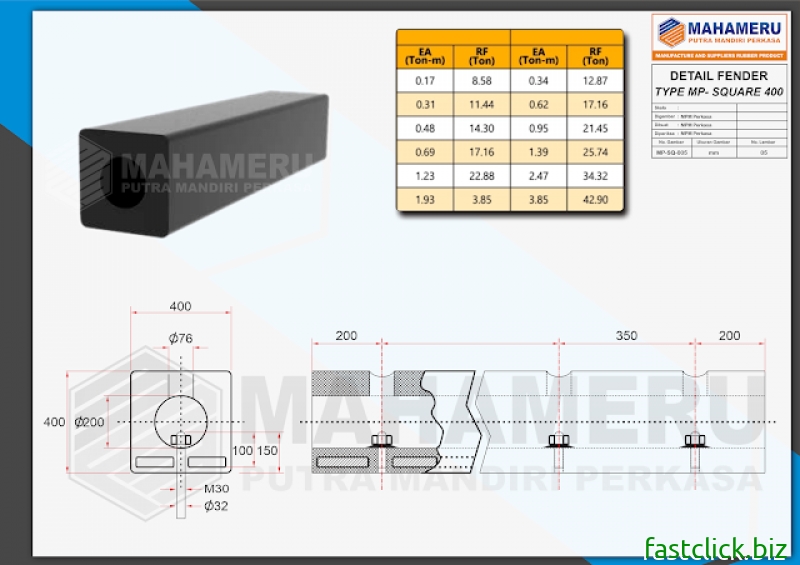 MAHAMERU
PUTRA MANDIRI PERKASA
MANUFACTURE AND SUPPLIERS RUBBER PRODUCT
DETAIL FENDER
TYPE MP- SQUARE 400
Digambar : MPM Perkasa
Dibuat : MPM Perkasa
Diperiksa : MPM Perkasa
No. Gambar Ukuran Gambar No. Lembar
MP-SQ-005 mm 05
EA (Ton-m) RF (Ton) EA (Ton-m) RF (Ton)
0.17 8.58 0.34 12.87
0.31 11.44 0.62 17.16
0.48 14.30 0.95 21.45
0.69 17.16 1.39 25.74
1.23 22.88 2.47 34.32
1.93 3.85 3.85 42.90
MAHAMERU
PUTRA MANDIRI PERKASA
400
Ø76
400 Ø200
100 150
M30
Ø32
200 350 200
MAHAMERU
PUTRA MANDIRI PERKASA
fastclick.biz